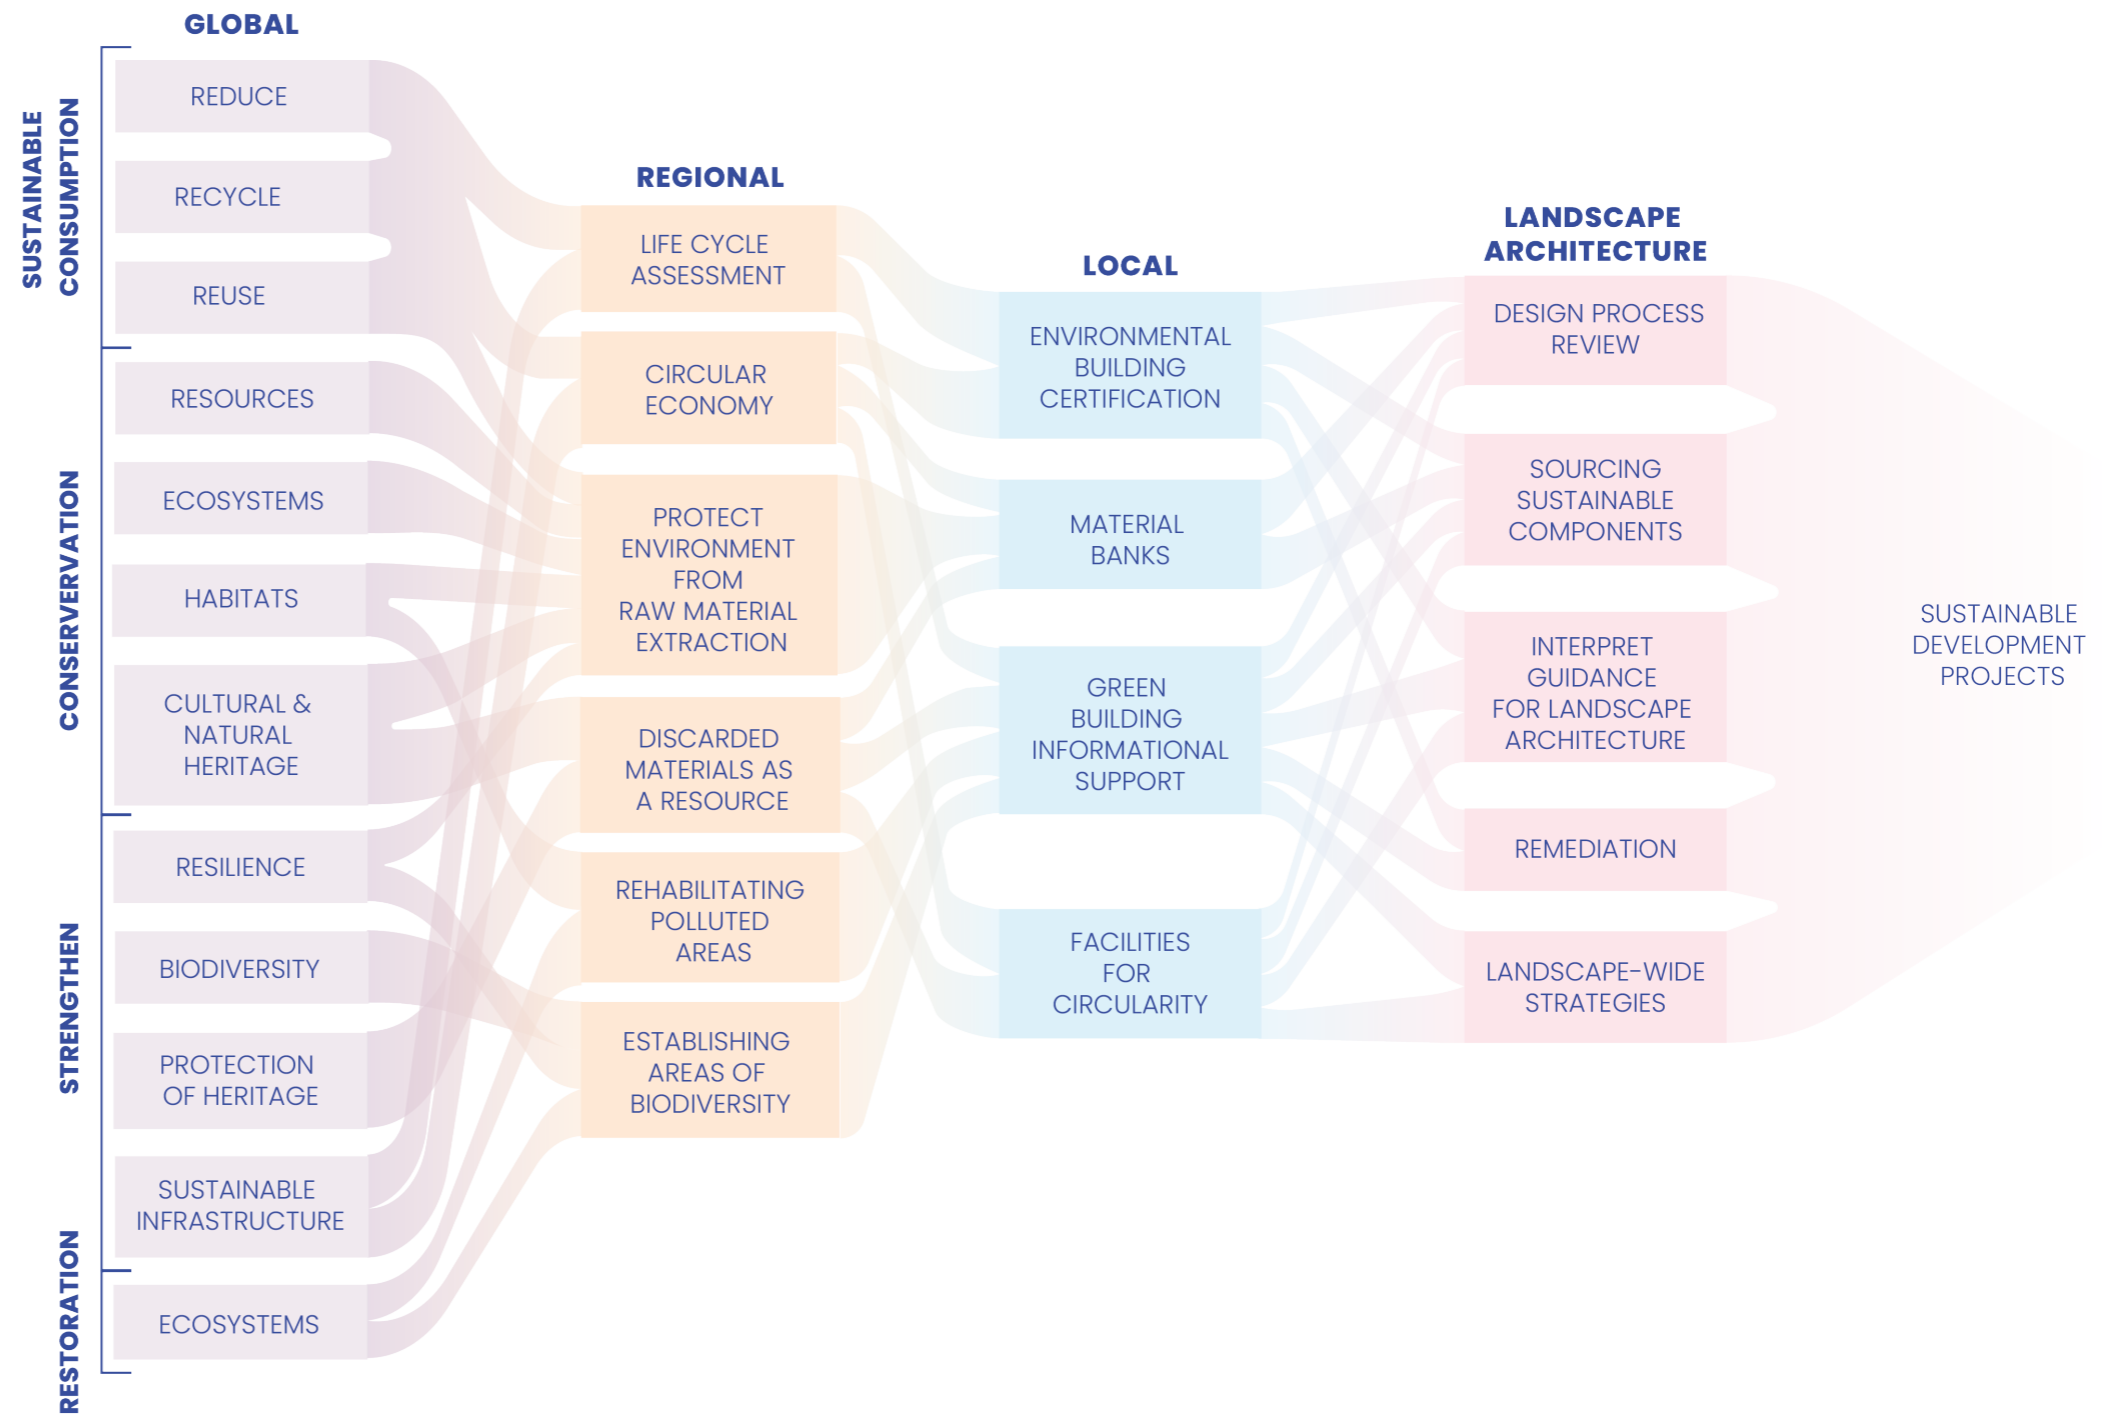 GLOBAL
SUSTAINABLE
CONSUMPTION
REDUCE
RECYCLE
REUSE
CONSERVERVATION
RESOURCES
ECOSYSTEMS
HABITATS
CULTURAL &
NATURAL
HERITAGE
STRENGTHEN
RESILIENCE
BIODIVERSITY
PROTECTION
OF HERITAGE
SUSTAINABLE
INFRASTRUCTURE
RESTORATION
ECOSYSTEMS
REGIONAL
LIFE CYCLE
ASSESSMENT
CIRCULAR
ECONOMY
PROTECT
ENVIRONMENT
FROM
RAW MATERIAL
EXTRACTION
DISCARDED
MATERIALS AS
A RESOURCE
REHABILITATING
POLLUTED
AREAS
ESTABLISHING
AREAS OF
BIODIVERSITY
LOCAL
ENVIRONMENTAL
BUILDING
CERTIFICATION
MATERIAL
BANKS
GREEN
BUILDING
INFORMATIONAL
SUPPORT
FACILITIES
FOR
CIRCULARITY
LANDSCAPE
ARCHITECTURE
DESIGN PROCESS
REVIEW
SOURCING
SUSTAINABLE
COMPONENTS
INTERPRET
GUIDANCE
FOR LANDSCAPE
ARCHITECTURE
REMEDIATION
LANDSCAPE-WIDE
STRATEGIES
SUSTAINABLE
DEVELOPMENT
PROJECTS